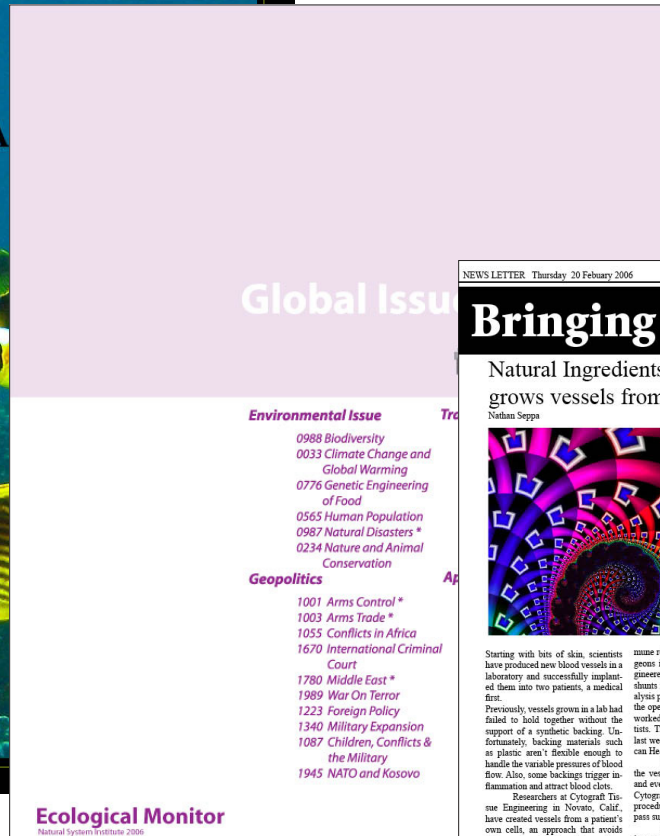 Global Issu
Environmental Issue
0988 Biodiversity
0033 Climate Change and
Global Warming
0776 Genetic Engineering
of Food
0565 Human Population
0987 Natural Disasters *
0234 Nature and Animal
Conservation
Geopolitics
1001 Arms Control *
1003 Arms Trade *
1055 Conflicts in Africa
1670 International Criminal
Court
1780 Middle East *
1989 War On Terror
1223 Foreign Policy
1340 Military Expansion
1087 Children, Conflicts &
the Military
1945 NATO and Kosovo
Ecological Monitor
Natural System Institute 2006
NEWS LETTER Thursday 20 Febuary 2006
Bringing
Natural Ingredients
grows vessels from
Nathan Seppa
Starting with bits of skin, scientists
have produced new blood vessels in a
laboratory and successfully implant-
ed them into two patients, a medical
first.
Previously, vessels grown in a lab had
failed to hold together without the
support of a synthetic backing. Un-
fortunately, backing materials such
as plastic aren't flexible enough to
handle the variable pressures of blood
flow. Also, some backings trigger in-
flammation and attract blood clots.
Researchers at Cytograft Tis-
sue Engineering in Novato, Calif.,
have created vessels from a patient's
own cells, an approach that avoids
mune r
geons i
gineere
shunts
alysis p
the ope
worked
tists. T
last we
can He
the ves
and eve
Cytogra
procedu
pass su